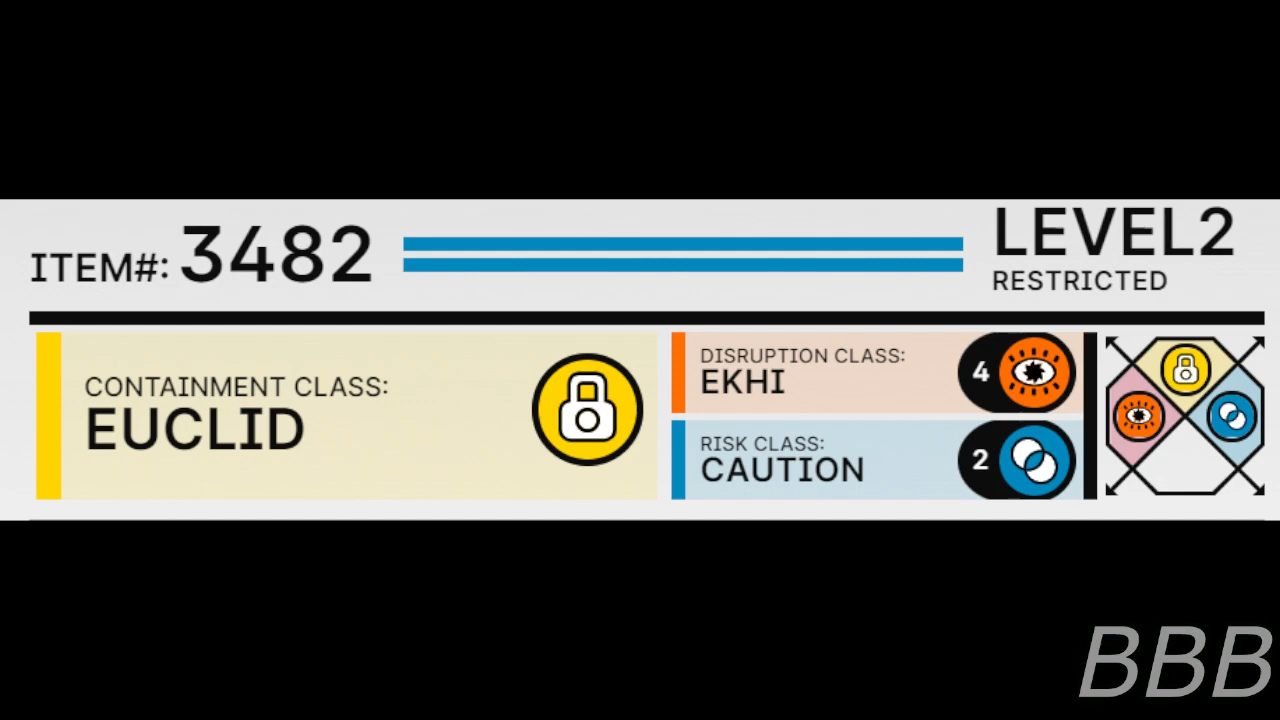 ITEM#: 3482
LEVEL2
RESTRICTED
CONTAINMENT CLASS:
EUCLID
DISRUPTION CLASS:
EKHI
4
RISK CLASS:
CAUTION
2
BBB